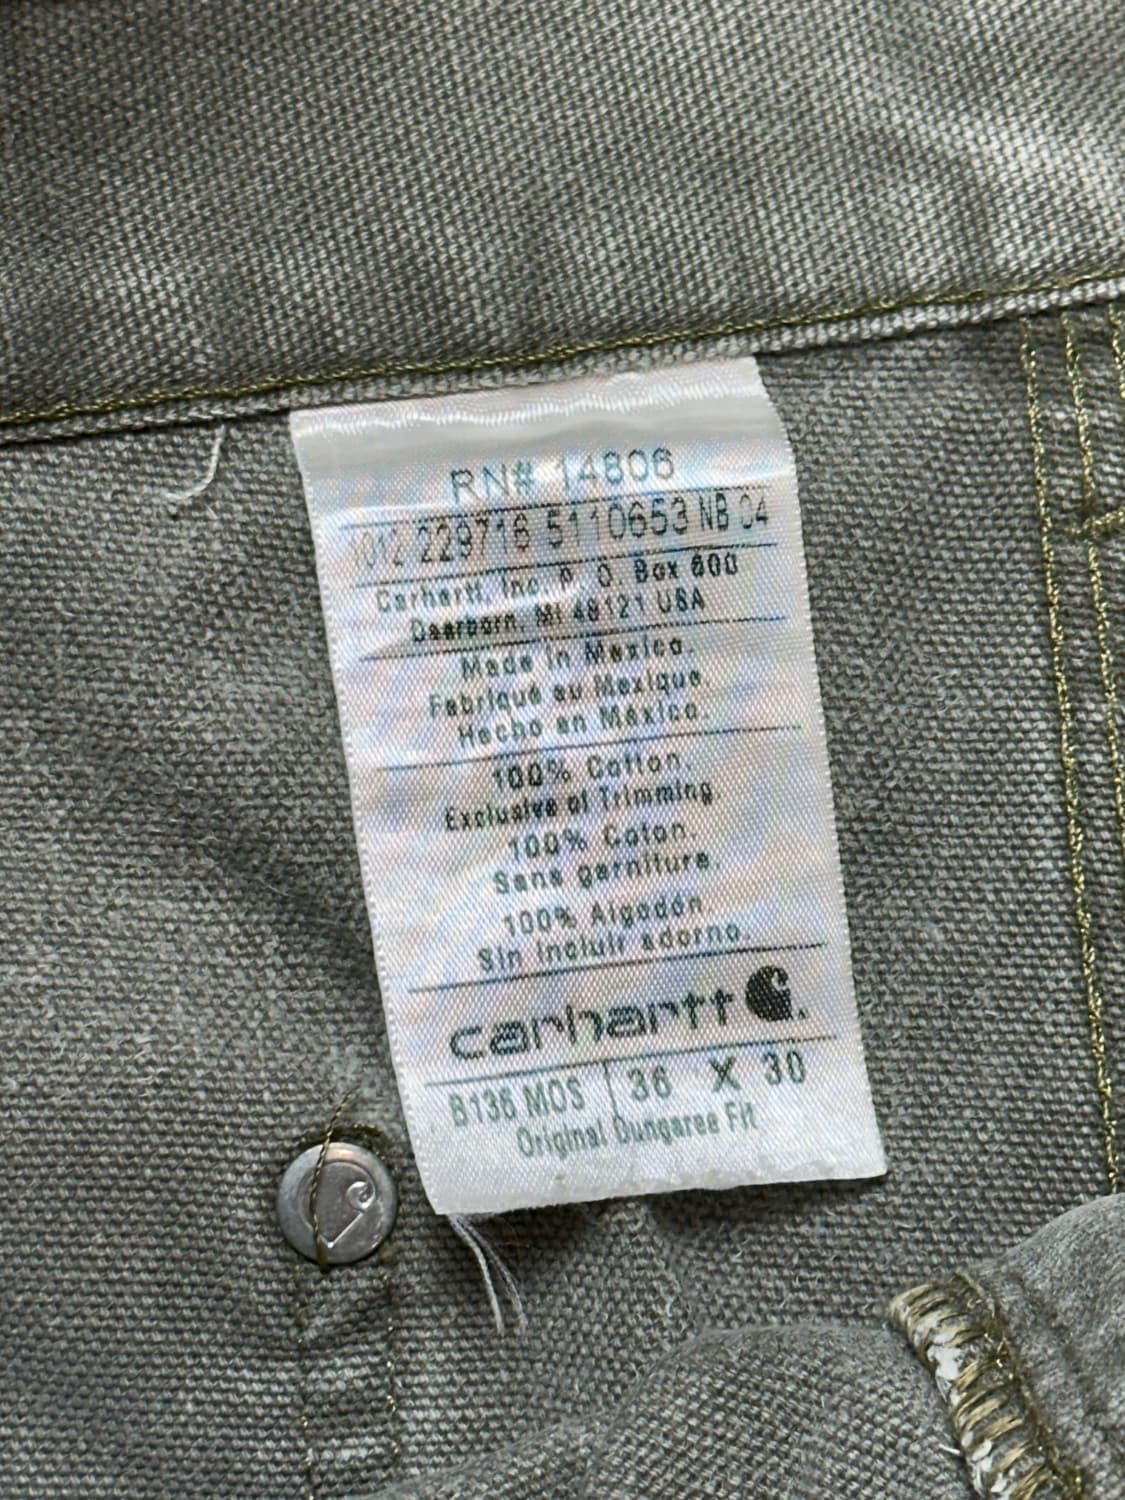 RN# 14806
1012 229716 5110653 NB 04
Carhartt, Inc. P. O. Box 600
Dearborn, MI 48121 USA
Made in Mexico.
Fabriqué au Mexique.
Hecho en México.
100% Cotton.
Exclusive of Trimming.
100% Coton.
Sans garniture.
100% Algodón
Sin incluir adorno.
carhartt
B136 MOS 36 X 30
Original Dungaree Fit